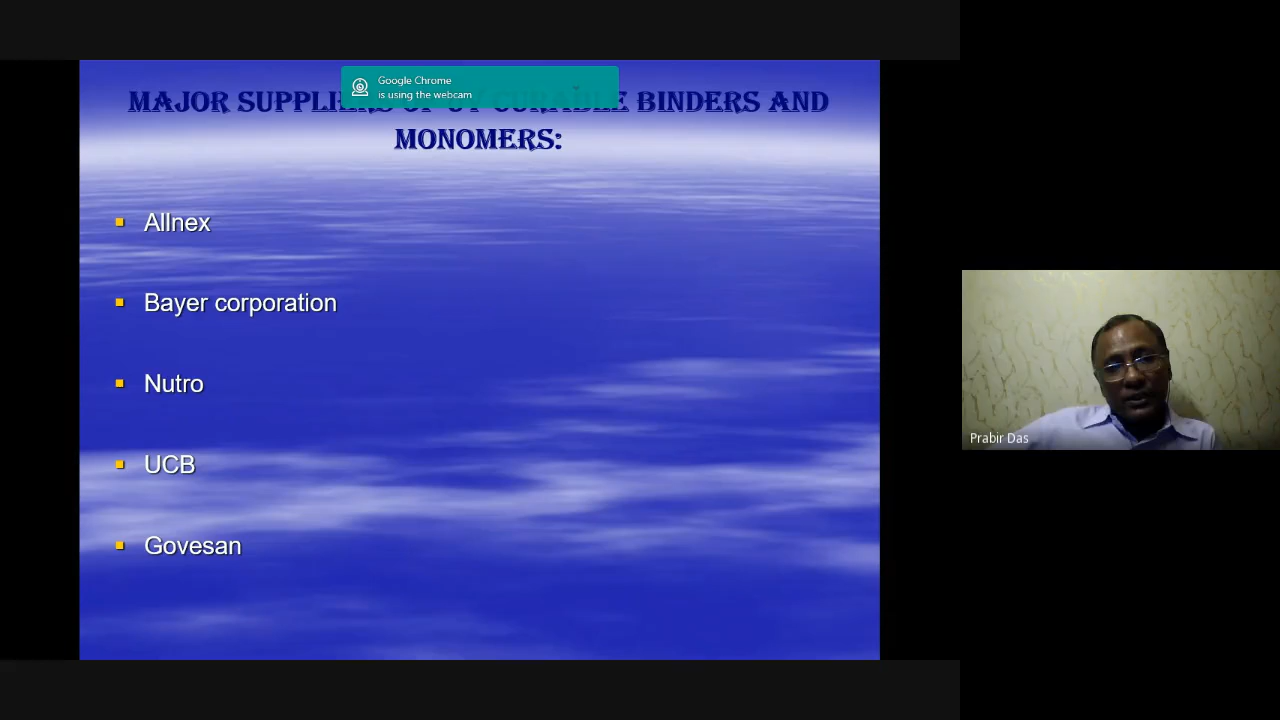 Google Chrome
is using the webcam
MAJOR SUPPLIERS OF UV CURABLE BINDERS AND
MONOMERS:
Allnex
Bayer corporation
Nutro
UCB
Govesan
Prabir Das